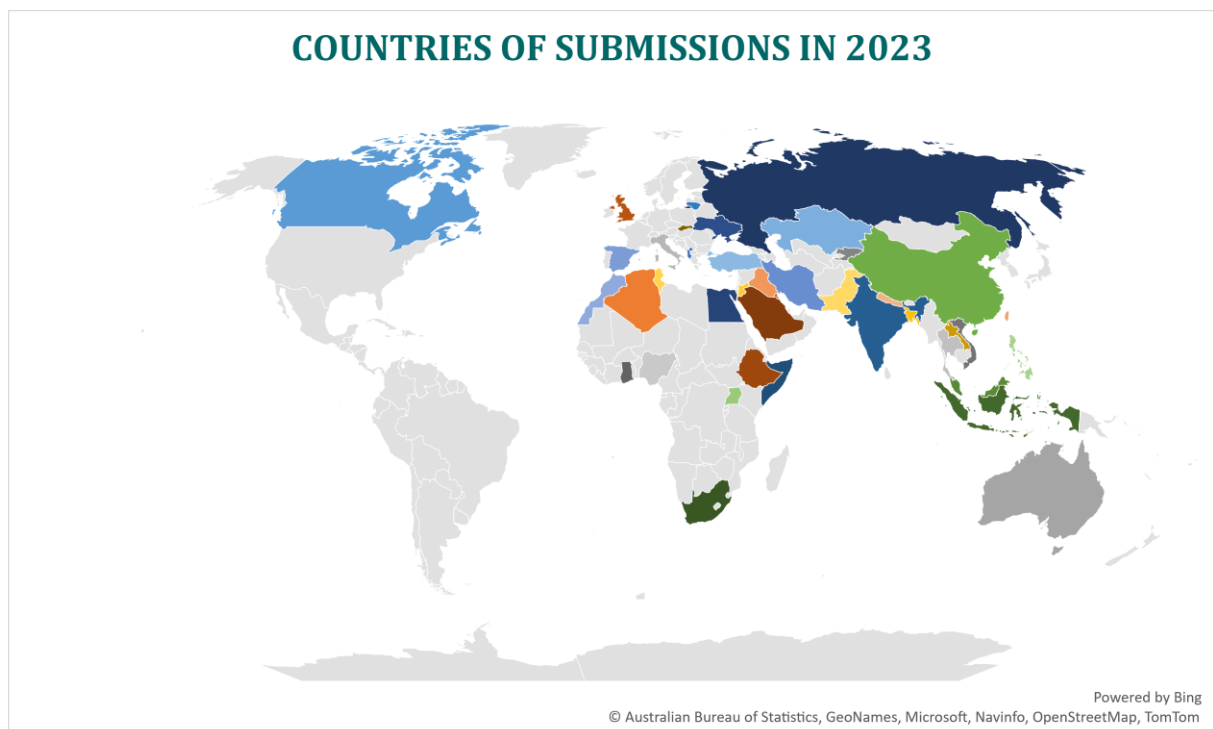 COUNTRIES OF SUBMISSIONS IN 2023
Powered by Bing
© Australian Bureau of Statistics, GeoNames, Microsoft, Navinfo, OpenStreetMap, TomTom